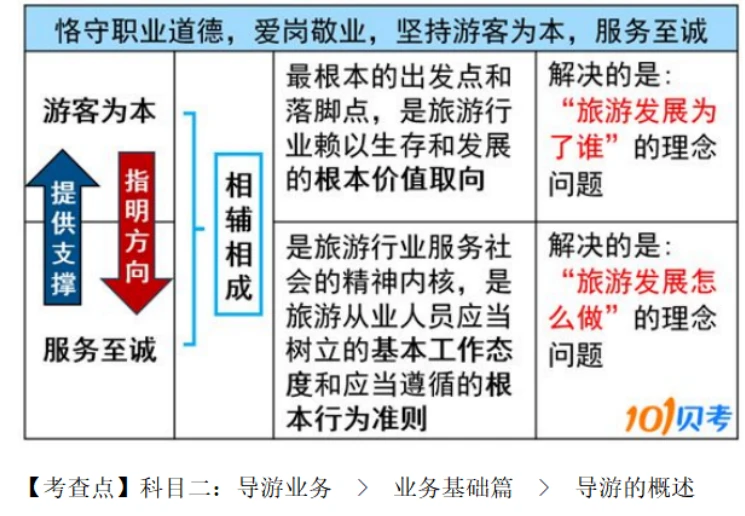 恪守职业道德，爱岗敬业，坚持游客为本，服务至诚
游客为本
提供支撑
指明方向
服务至诚
相辅相成
最根本的出发点和
落脚点，是旅游行
业赖以生存和发展
的根本价值取向
解决的是：
“旅游发展为
了谁”的理念
问题
是旅游行业服务社
会的精神内核，是
旅游从业人员应当
树立的基本工作态
度和应当遵循的根
本行为准则
解决的是：
“旅游发展怎
么做”的理念
问题
101贝考
【考查点】科目二：导游业务 > 业务基础篇 > 导游的概述